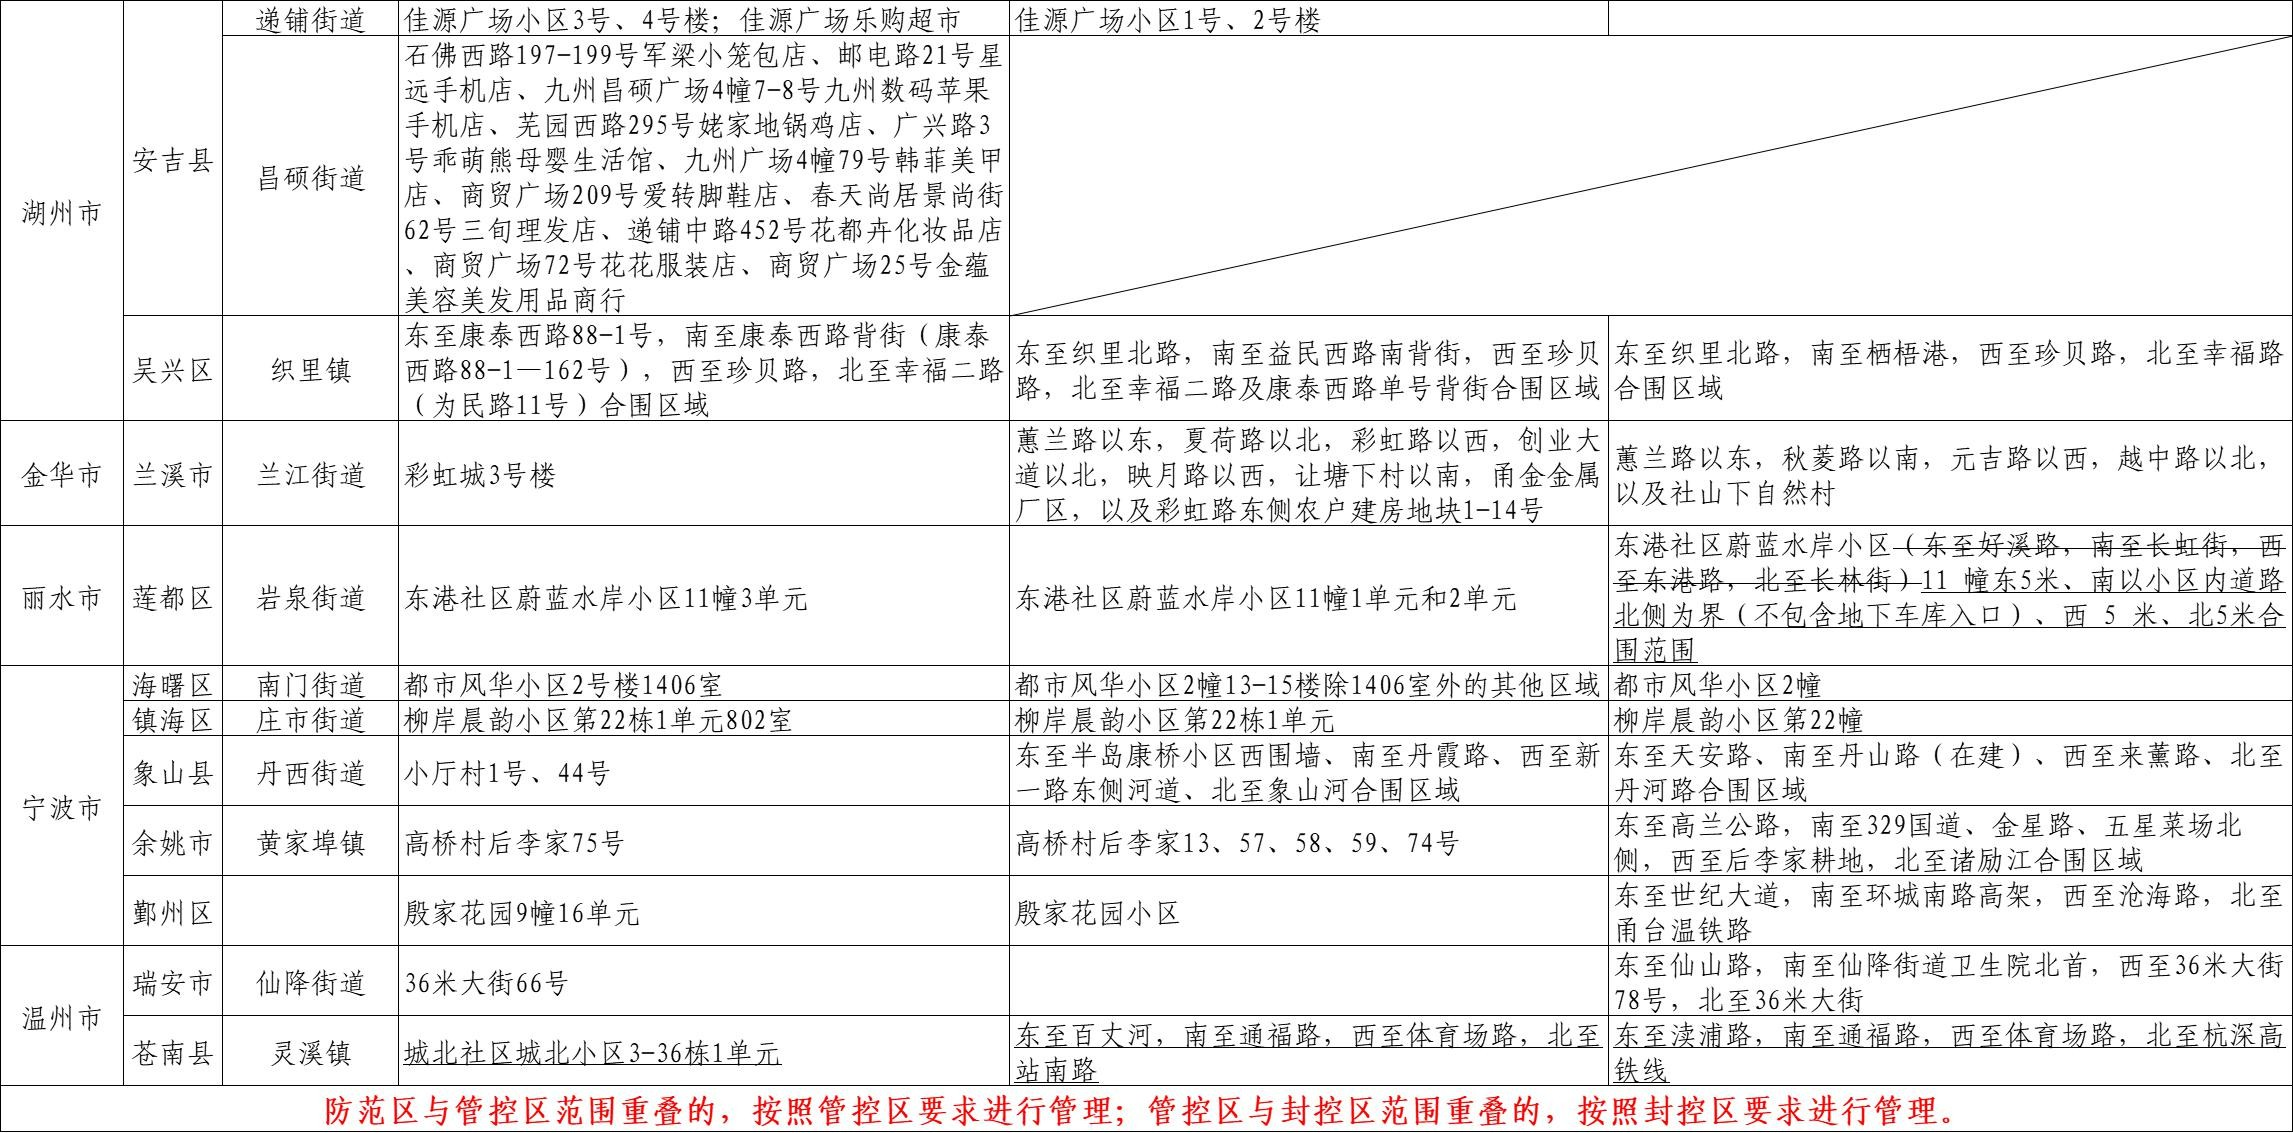 湖州市
安吉县
递铺街道
佳源广场小区3号、4号楼；佳源广场乐购超市
佳源广场小区1号、2号楼
昌硕街道
石佛西路197-199号军梁小笼包店、邮电路21号星
远手机店、九州昌硕广场4幢7-8号九州数码苹果
手机店、芜园西路295号姥家地锅鸡店、广兴路3
号乖萌熊母婴生活馆、九州广场4幢79号韩菲美甲
店、商贸广场209号爱转脚鞋店、春天尚居景尚街
62号三旬理发店、递铺中路452号花都卉化妆品店
、商贸广场72号花花服装店、商贸广场25号金蕴
美容美发用品商行
吴兴区
织里镇
东至康泰西路88-1号，南至康泰西路背街（康泰
西路88-1—162号），西至珍贝路，北至幸福二路
（为民路11号）合围区域
东至织里北路，南至益民西路南背街，西至珍贝
路，北至幸福二路及康泰西路单号背街合围区域
东至织里北路，南至栖梧港，西至珍贝路，北至幸福路
合围区域
金华市
兰溪市
兰江街道
彩虹城3号楼
蕙兰路以东，夏荷路以北，彩虹路以西，创业大
道以北，映月路以西，让塘下村以南，甬金金属
厂区，以及彩虹路东侧农户建房地块1-14号
蕙兰路以东，秋菱路以南，元吉路以西，越中路以北，
以及社山下自然村
丽水市
莲都区
岩泉街道
东港社区蔚蓝水岸小区11幢3单元
东港社区蔚蓝水岸小区11幢1单元和2单元
东港社区蔚蓝水岸小区（东至好溪路，南至长虹街，西
至东港路，北至长林街）11 幢东5米、南以小区内道路
北侧为界（不包含地下车库入口）、西 5 米、北5米合
围范围
宁波市
海曙区
南门街道
都市风华小区2号楼1406室
都市风华小区2幢13-15楼除1406室外的其他区域
都市风华小区2幢
镇海区
庄市街道
柳岸晨韵小区第22栋1单元802室
柳岸晨韵小区第22栋1单元
柳岸晨韵小区第22幢
象山县
丹西街道
小厅村1号、44号
东至半岛康桥小区西围墙、南至丹霞路、西至新
一路东侧河道、北至象山河合围区域
东至天安路、南至丹山路（在建）、西至来薰路、北至
丹河路合围区域
余姚市
黄家埠镇
高桥村后李家75号
高桥村后李家13、57、58、59、74号
东至高兰公路，南至329国道、金星路、五星菜场北
侧，西至后李家耕地，北至诸励江合围区域
鄞州区
殷家花园9幢16单元
殷家花园小区
东至世纪大道，南至环城南路高架，西至沧海路，北至
甬台温铁路
温州市
瑞安市
仙降街道
36米大街66号
东至仙山路，南至仙降街道卫生院北首，西至36米大街
78号，北至36米大街
苍南县
灵溪镇
城北社区城北小区3-36栋1单元
东至百丈河，南至通福路，西至体育场路，北至
站南路
东至渎浦路，南至通福路，西至体育场路，北至杭深高
铁线
防范区与管控区范围重叠的，按照管控区要求进行管理；管控区与封控区范围重叠的，按照封控区要求进行管理。